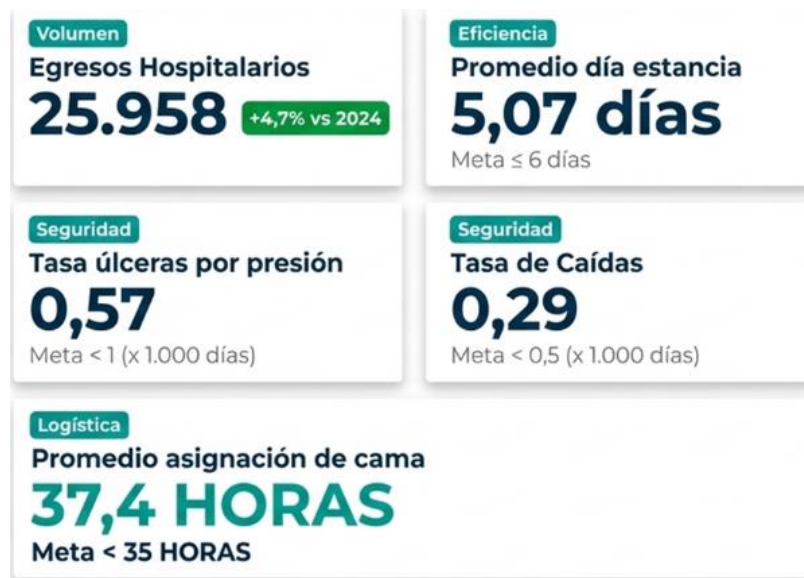 Volumen
Egresos Hospitalarios
25.958 +4,7% vs 2024
Eficiencia
Promedio día estancia
5,07 días
Meta ≤ 6 días
Seguridad
Tasa úlceras por presión
0,57
Meta < 1 (x 1.000 días)
Seguridad
Tasa de Caídas
0,29
Meta < 0,5 (x 1.000 días)
Logística
Promedio asignación de cama
37,4 HORAS
Meta < 35 HORAS